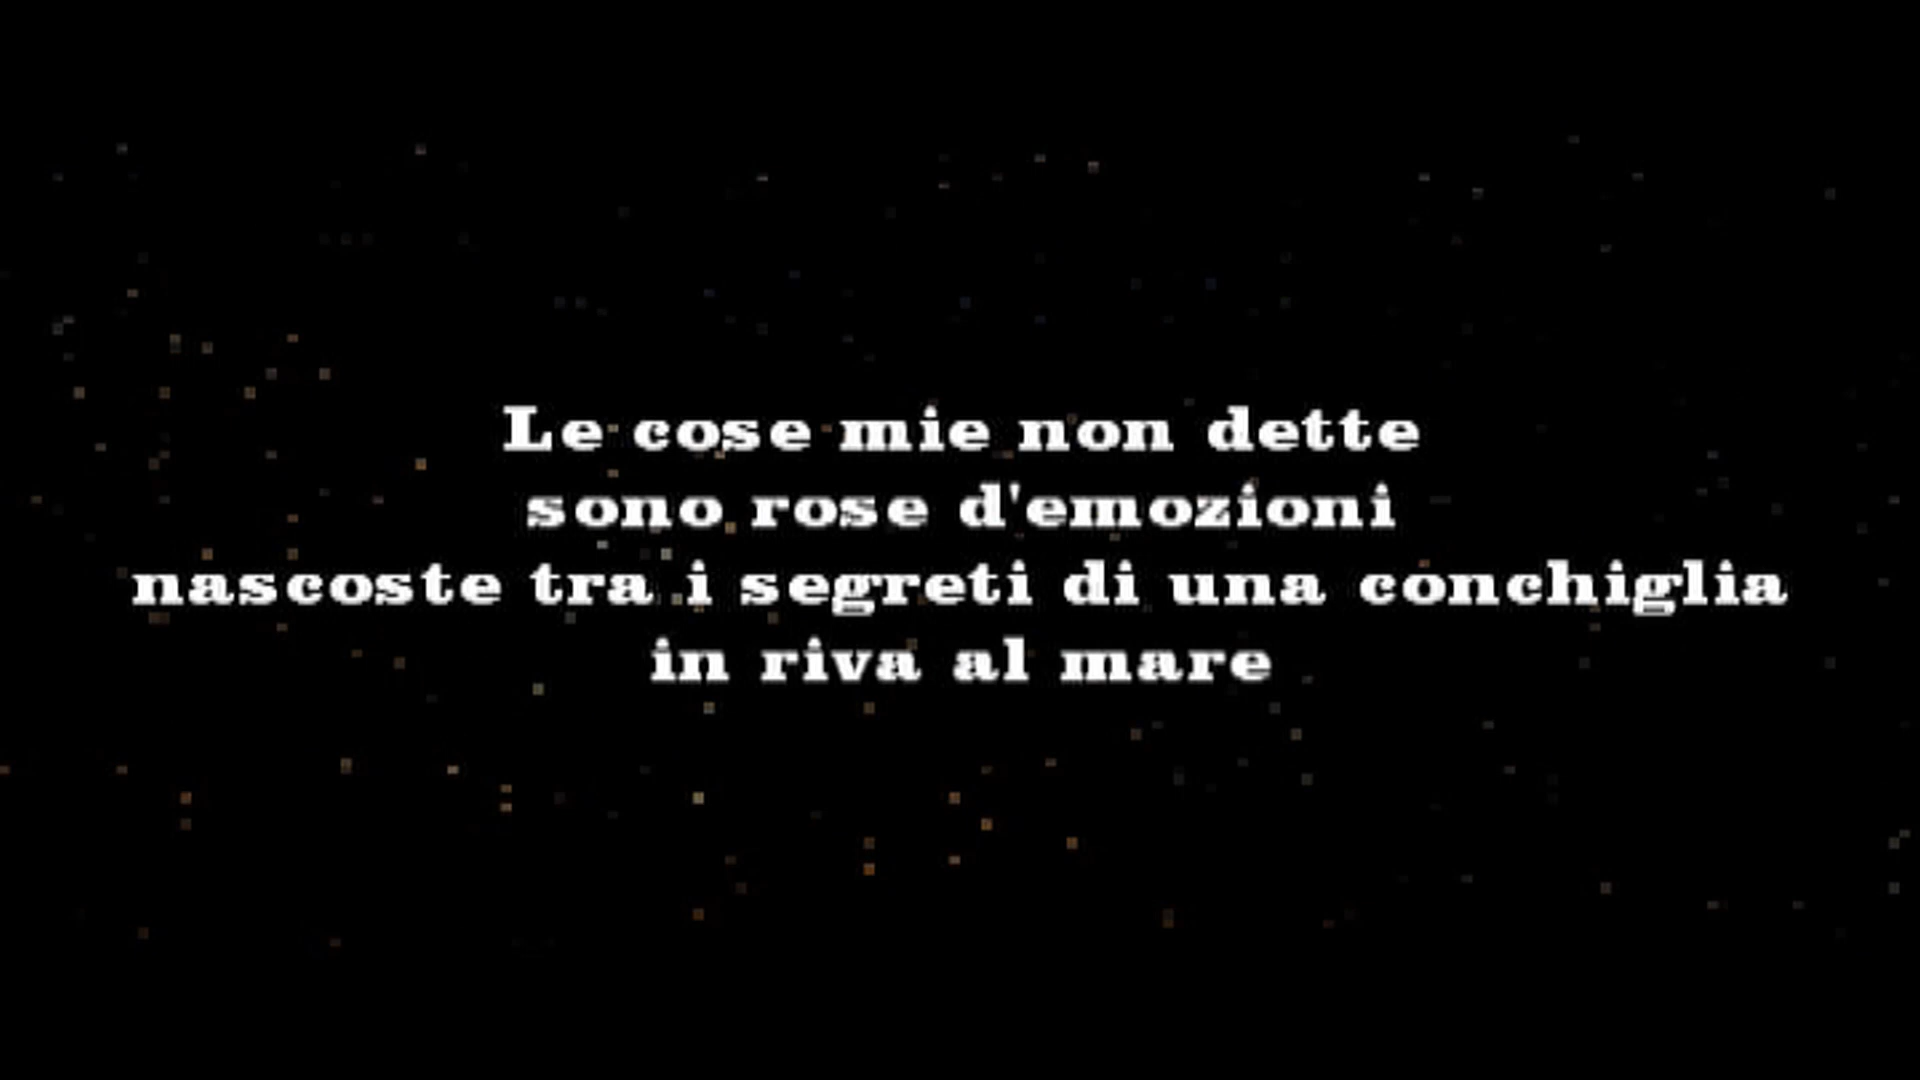 Le cose mie non dette
sono rose d'emozioni
nascoste tra i segreti di una conchiglia
in riva al mare